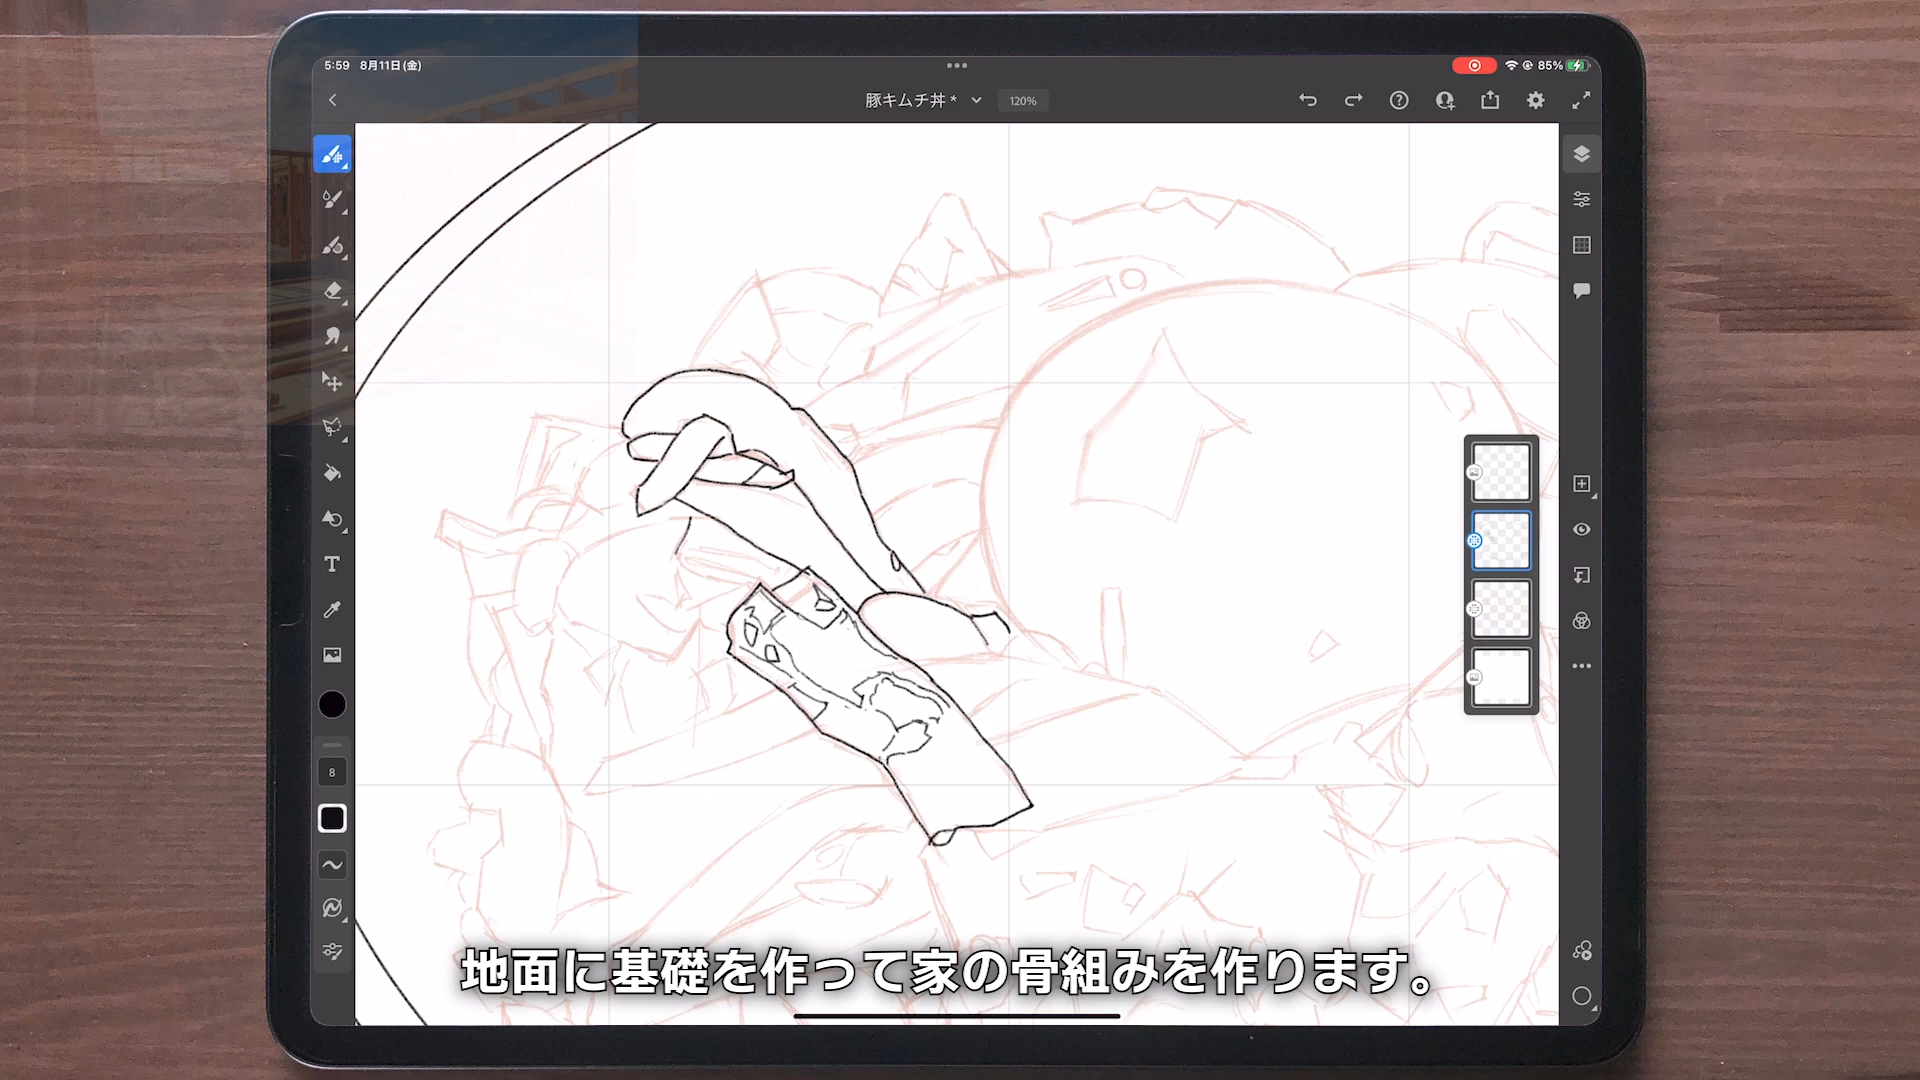 5:59 8月11日(金)
85%
豚キムチ丼 *
120%
8
地面に基礎を作って家の骨組みを作ります。